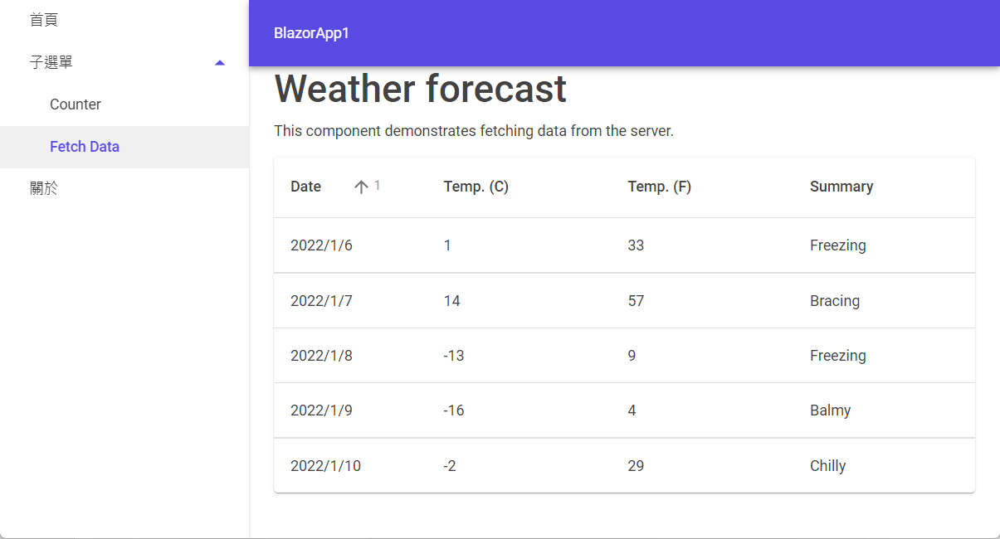 首頁
子選單
Counter
Fetch Data
關於
BlazorApp1
Weather forecast
This component demonstrates fetching data from the server.
Date 1 Temp. (C) Temp. (F) Summary
2022/1/6 1 33 Freezing
2022/1/7 14 57 Bracing
2022/1/8 -13 9 Freezing
2022/1/9 -16 4 Balmy
2022/1/10 -2 29 Chilly